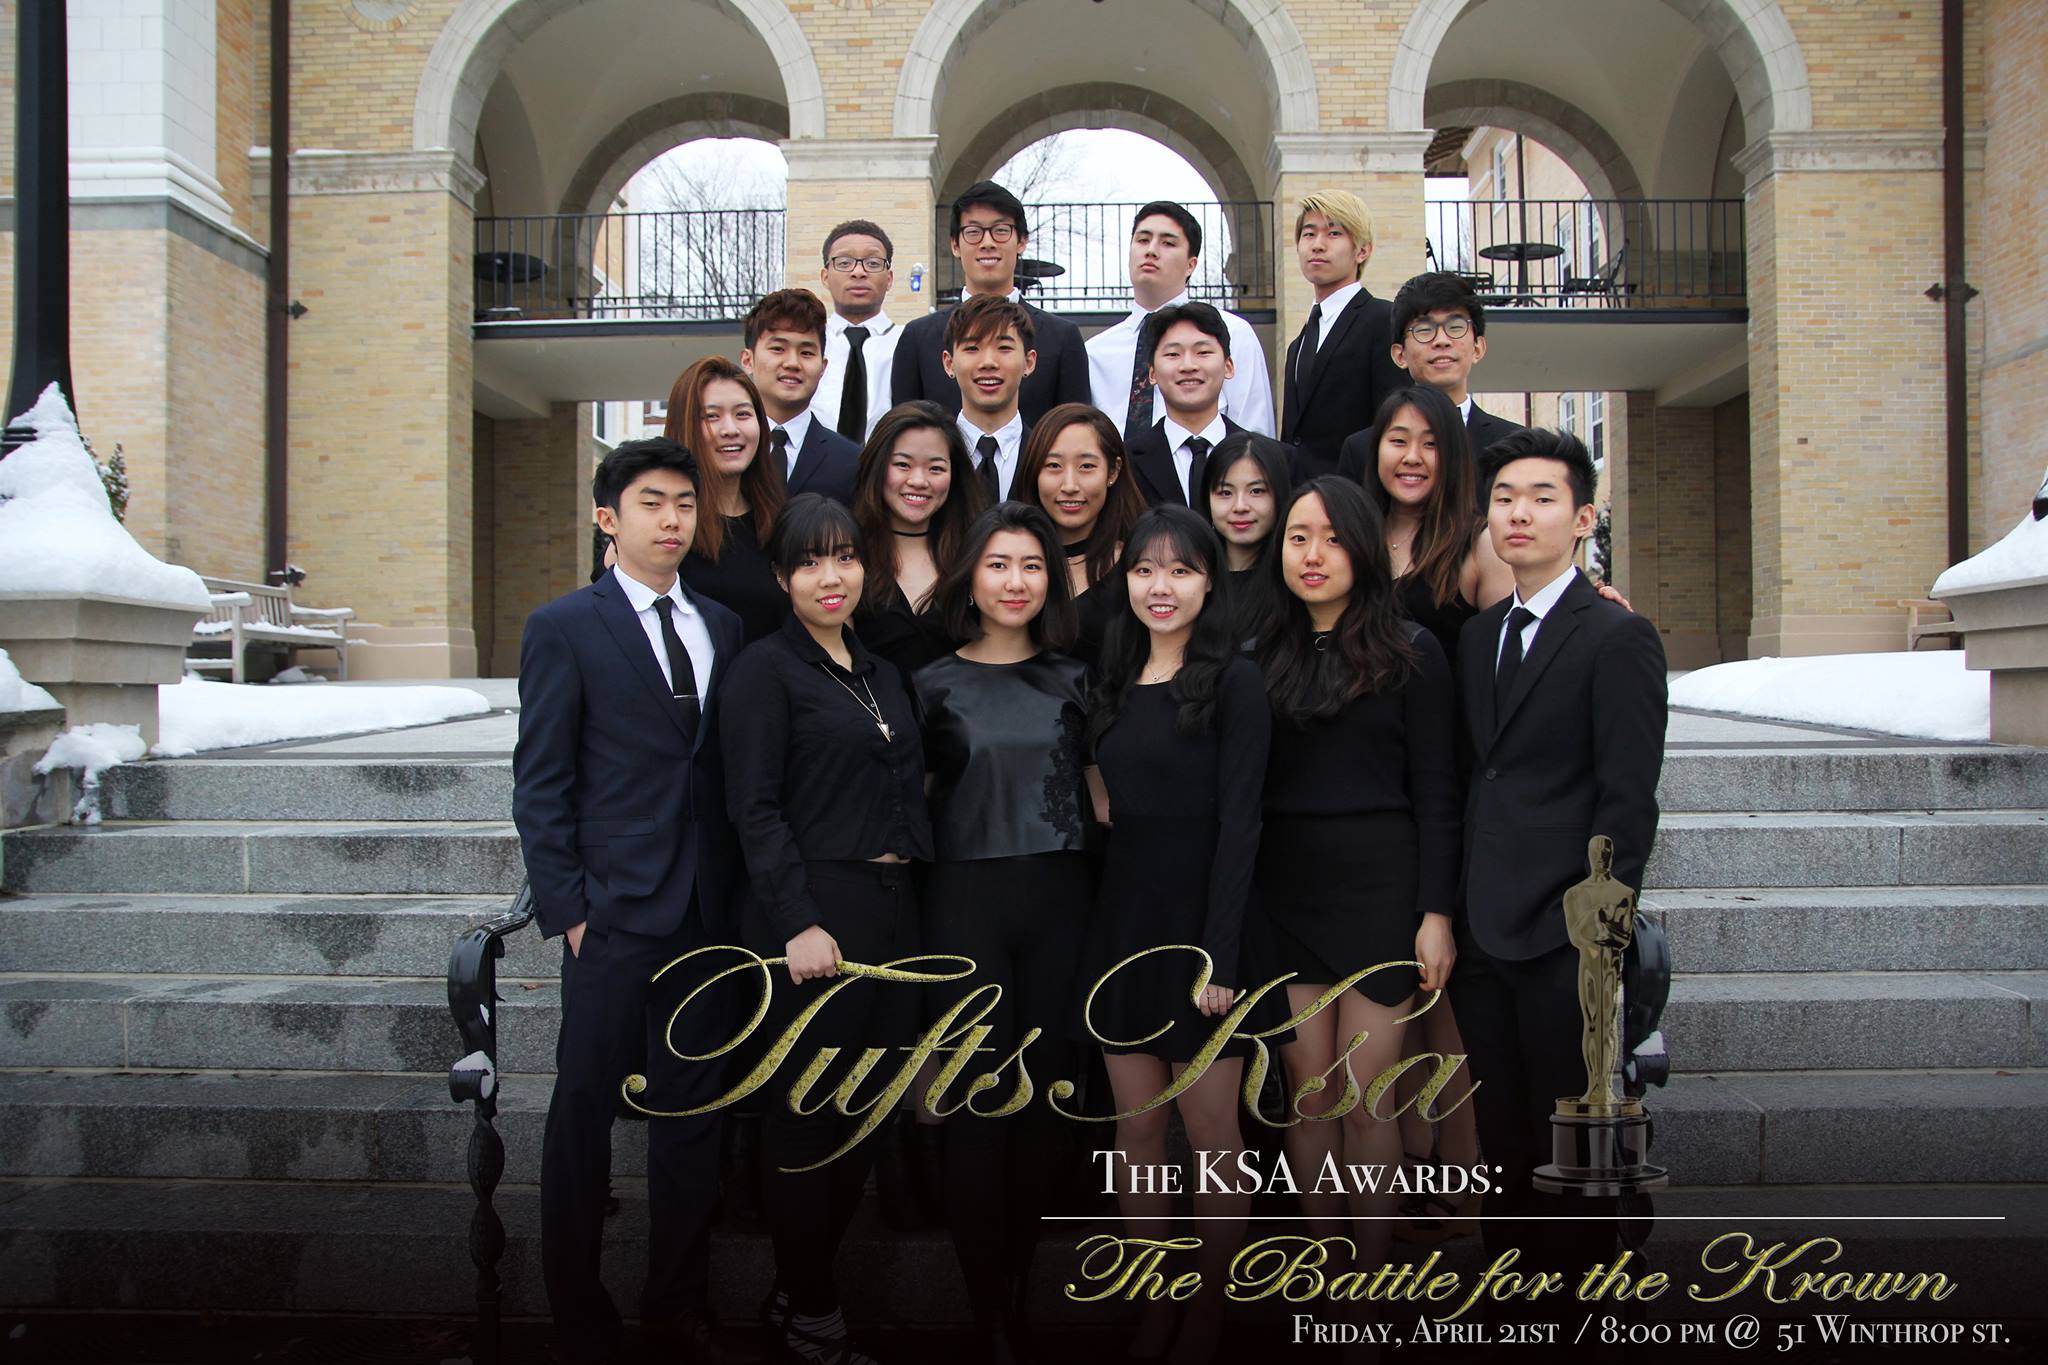 Tufts Ksa
The KSA Awards:
The Battle for the Krown
Friday, April 21st / 8:00 pm @ 51 Winthrop st.